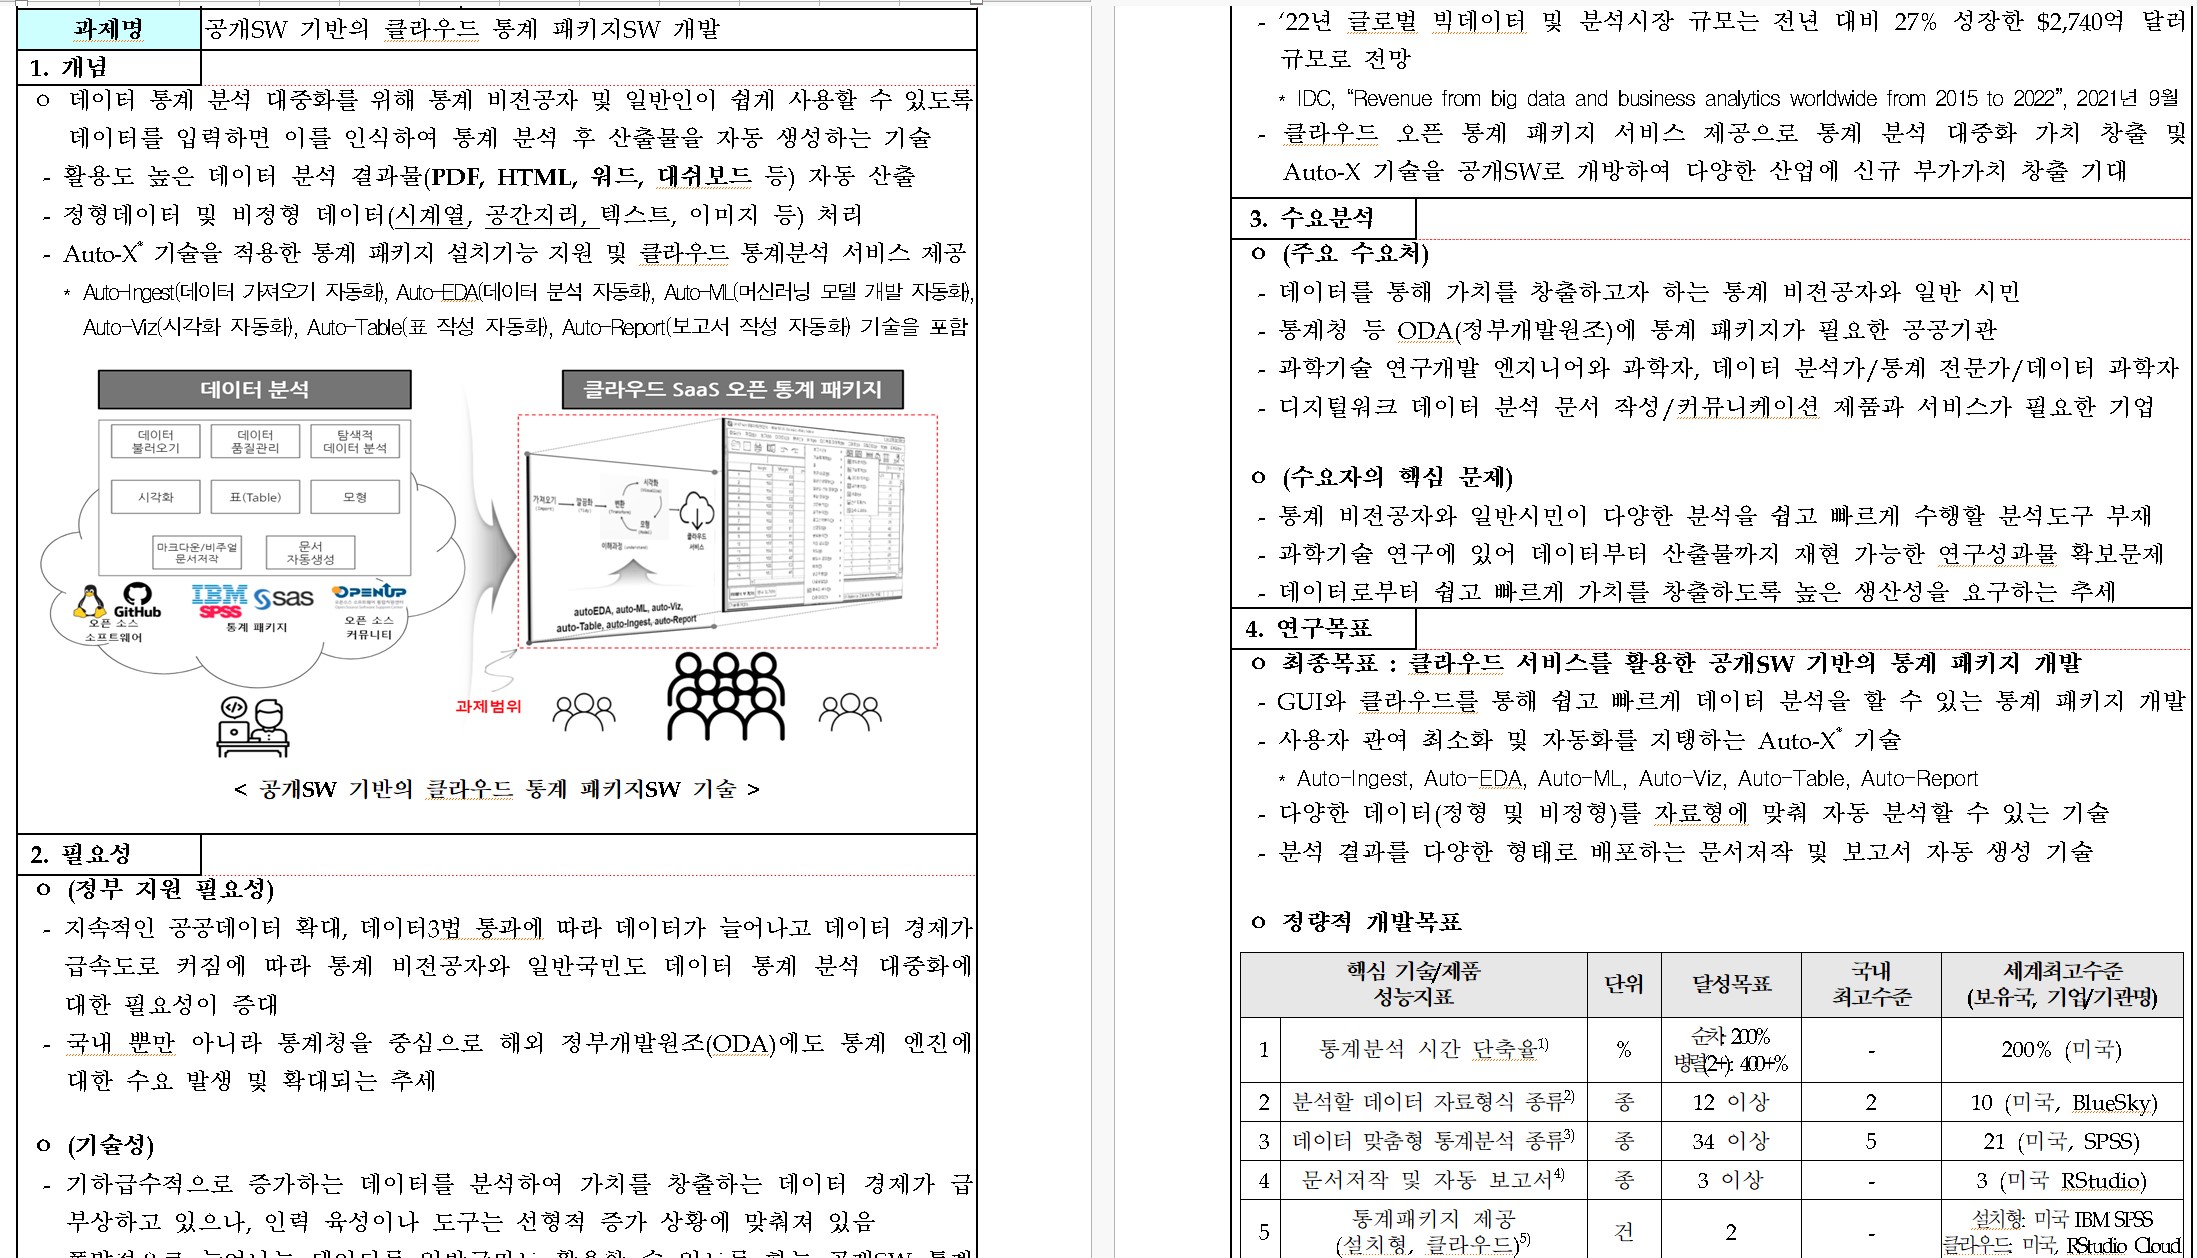 과제명 공개SW 기반의 클라우드 통계 패키지SW 개발
1. 개념
ㅇ 데이터 통계 분석 대중화를 위해 통계 비전공자 및 일반인이 쉽게 사용할 수 있도록
데이터를 입력하면 이를 인식하여 통계 분석 후 산출물을 자동 생성하는 기술
- 활용도 높은 데이터 분석 결과물(PDF, HTML, 워드, 대쉬보드 등) 자동 산출
- 정형데이터 및 비정형 데이터(시계열, 공간지리, 텍스트, 이미지 등) 처리
- Auto-X* 기술을 적용한 통계 패키지 설치기능 지원 및 클라우드 통계분석 서비스 제공
* Auto-Ingest(데이터 가져오기 자동화), Auto-EDA(데이터 분석 자동화), Auto-ML(머신러닝 모델 개발 자동화),
Auto-Viz(시각화 자동화), Auto-Table(표 작성 자동화), Auto-Report(보고서 작성 자동화) 기술을 포함
데이터 분석
데이터 불러오기
데이터 품질관리
탐색적 데이터 분석
시각화
표(Table)
모형
마크다운/비주얼 문서저작
문서 자동생성
GitHub
IBM SPSS
sas
OPENUP
오픈 소스 소프트웨어
통계 패키지
오픈 소스 커뮤니티
클라우드 SaaS 오픈 통계 패키지
가져오기 (Import)
깔끔화 (Tidy)
변환 (Transform)
시각화
모형
이해과정 (understand)
클라우드 서비스
autoEDA, auto-ML, auto-Viz,
auto-Table, auto-Ingest, auto-Report
과제범위
< 공개SW 기반의 클라우드 통계 패키지SW 기술 >
2. 필요성
ㅇ (정부 지원 필요성)
- 지속적인 공공데이터 확대, 데이터3법 통과에 따라 데이터가 늘어나고 데이터 경제가
급속도로 커짐에 따라 통계 비전공자와 일반국민도 데이터 통계 분석 대중화에
대한 필요성이 증대
- 국내 뿐만 아니라 통계청을 중심으로 해외 정부개발원조(ODA)에도 통계 엔진에
대한 수요 발생 및 확대되는 추세
ㅇ (기술성)
- 기하급수적으로 증가하는 데이터를 분석하여 가치를 창출하는 데이터 경제가 급
부상하고 있으나, 인력 육성이나 도구는 선형적 증가 상황에 맞춰져 있음
- '22년 글로벌 빅데이터 및 분석시장 규모는 전년 대비 27% 성장한 $2,740억 달러
규모로 전망
* IDC, “Revenue from big data and business analytics worldwide from 2015 to 2022”, 2021년 9월
- 클라우드 오픈 통계 패키지 서비스 제공으로 통계 분석 대중화 가치 창출 및
Auto-X 기술을 공개SW로 개방하여 다양한 산업에 신규 부가가치 창출 기대
3. 수요분석
ㅇ (주요 수요처)
- 데이터를 통해 가치를 창출하고자 하는 통계 비전공자와 일반 시민
- 통계청 등 ODA(정부개발원조)에 통계 패키지가 필요한 공공기관
- 과학기술 연구개발 엔지니어와 과학자, 데이터 분석가/통계 전문가/데이터 과학자
- 디지털워크 데이터 분석 문서 작성/커뮤니케이션 제품과 서비스가 필요한 기업
ㅇ (수요자의 핵심 문제)
- 통계 비전공자와 일반시민이 다양한 분석을 쉽고 빠르게 수행할 분석도구 부재
- 과학기술 연구에 있어 데이터부터 산출물까지 재현 가능한 연구성과물 확보문제
- 데이터로부터 쉽고 빠르게 가치를 창출하도록 높은 생산성을 요구하는 추세
4. 연구목표
ㅇ 최종목표 : 클라우드 서비스를 활용한 공개SW 기반의 통계 패키지 개발
- GUI와 클라우드를 통해 쉽고 빠르게 데이터 분석을 할 수 있는 통계 패키지 개발
- 사용자 관여 최소화 및 자동화를 지탱하는 Auto-X* 기술
* Auto-Ingest, Auto-EDA, Auto-ML, Auto-Viz, Auto-Table, Auto-Report
- 다양한 데이터(정형 및 비정형)를 자료형에 맞춰 자동 분석할 수 있는 기술
- 분석 결과를 다양한 형태로 배포하는 문서저작 및 보고서 자동 생성 기술
ㅇ 정량적 개발목표
핵심 기술/제품 성능지표 단위 달성목표 국내 최고수준 세계최고수준 (보유국, 기업/기관명)
1 통계분석 시간 단축율1) % 순차: 200% 병렬(2+): 400+% - 200% (미국)
2 분석할 데이터 자료형식 종류2) 종 12 이상 2 10 (미국, BlueSky)
3 데이터 맞춤형 통계분석 종류3) 종 34 이상 5 21 (미국, SPSS)
4 문서저작 및 자동 보고서4) 종 3 이상 - 3 (미국 RStudio)
5 통계패키지 제공 (설치형, 클라우드)5) 건 2 - 설치형: 미국 IBM SPSS 클라우드: 미국, RStudio Cloud